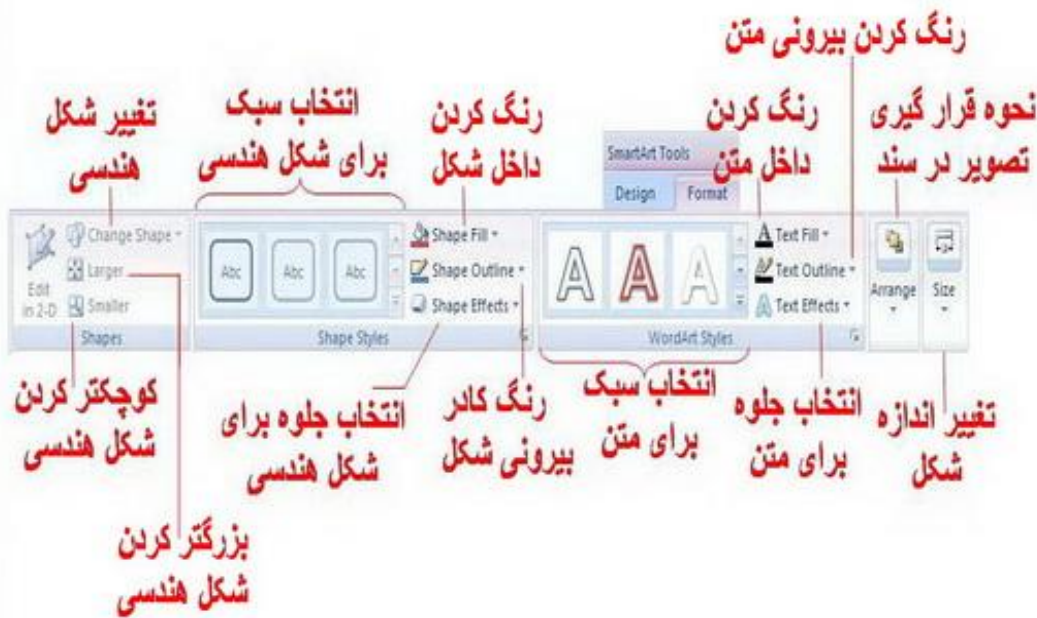 رنگ کردن بیرونی متن
نحوه قرار گیری
تصویر در سند
رنگ کردن
داخل متن
رنگ کردن
داخل شکل
انتخاب سبک
برای شکل هندسی
تغییر شکل
هندسی
SmartArt Tools
Design
Format
Edit
in 2-D
Change Shape
Larger
Smaller
Shapes
Abc
Abc
Abc
Shape Fill
Shape Outline
Shape Effects
Shape Styles
A
A
A
Text Fill
Text Outline
Text Effects
WordArt Styles
Arrange
Size
تغییر اندازه
شکل
انتخاب جلوه
برای متن
انتخاب سبک
برای متن
رنگ کادر
بیرونی شکل
انتخاب جلوه برای
شکل هندسی
کوچکتر کردن
شکل هندسی
بزرگتر کردن
شکل هندسی